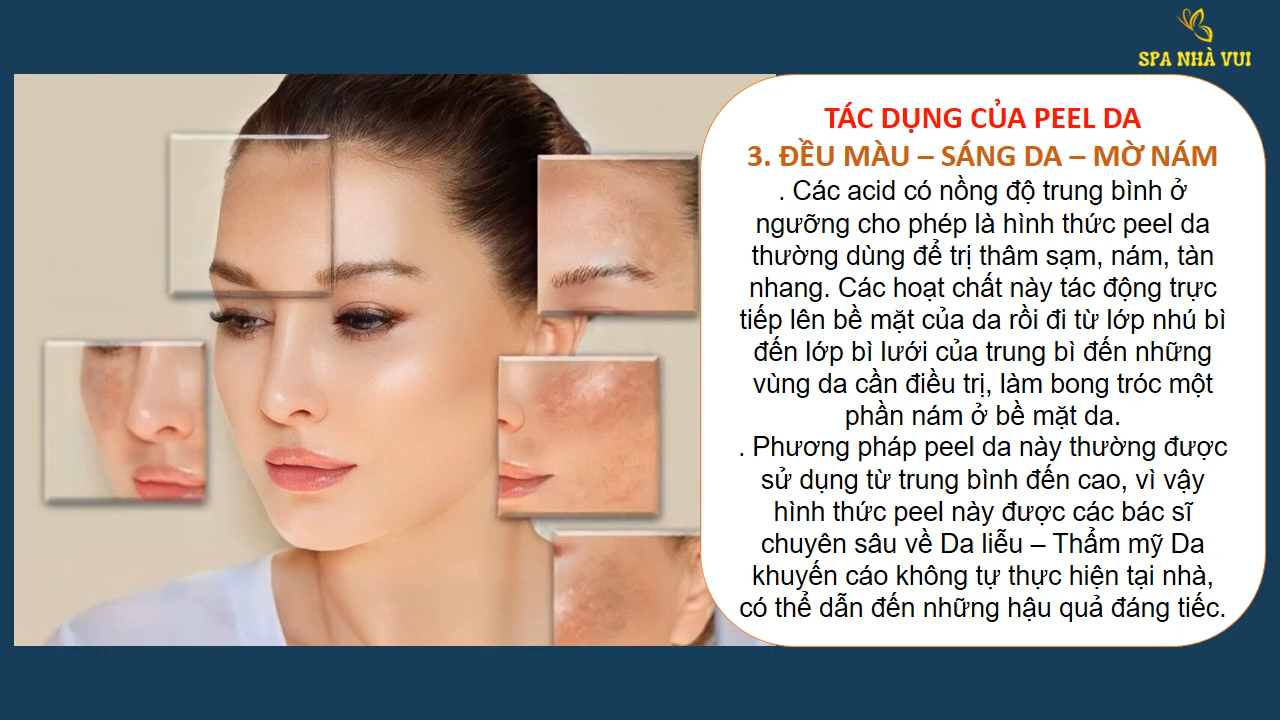 SPA NHÀ VUI
TÁC DỤNG CỦA PEEL DA
3. ĐỀU MÀU – SÁNG DA – MỜ NÁM
. Các acid có nồng độ trung bình ở
ngưỡng cho phép là hình thức peel da
thường dùng để trị thâm sạm, nám, tàn
nhang. Các hoạt chất này tác động trực
tiếp lên bề mặt của da rồi đi từ lớp nhú bì
đến lớp bì lưới của trung bì đến những
vùng da cần điều trị, làm bong tróc một
phần nám ở bề mặt da.
. Phương pháp peel da này thường được
sử dụng từ trung bình đến cao, vì vậy
hình thức peel này được các bác sĩ
chuyên sâu về Da liễu – Thẩm mỹ Da
khuyến cáo không tự thực hiện tại nhà,
có thể dẫn đến những hậu quả đáng tiếc.